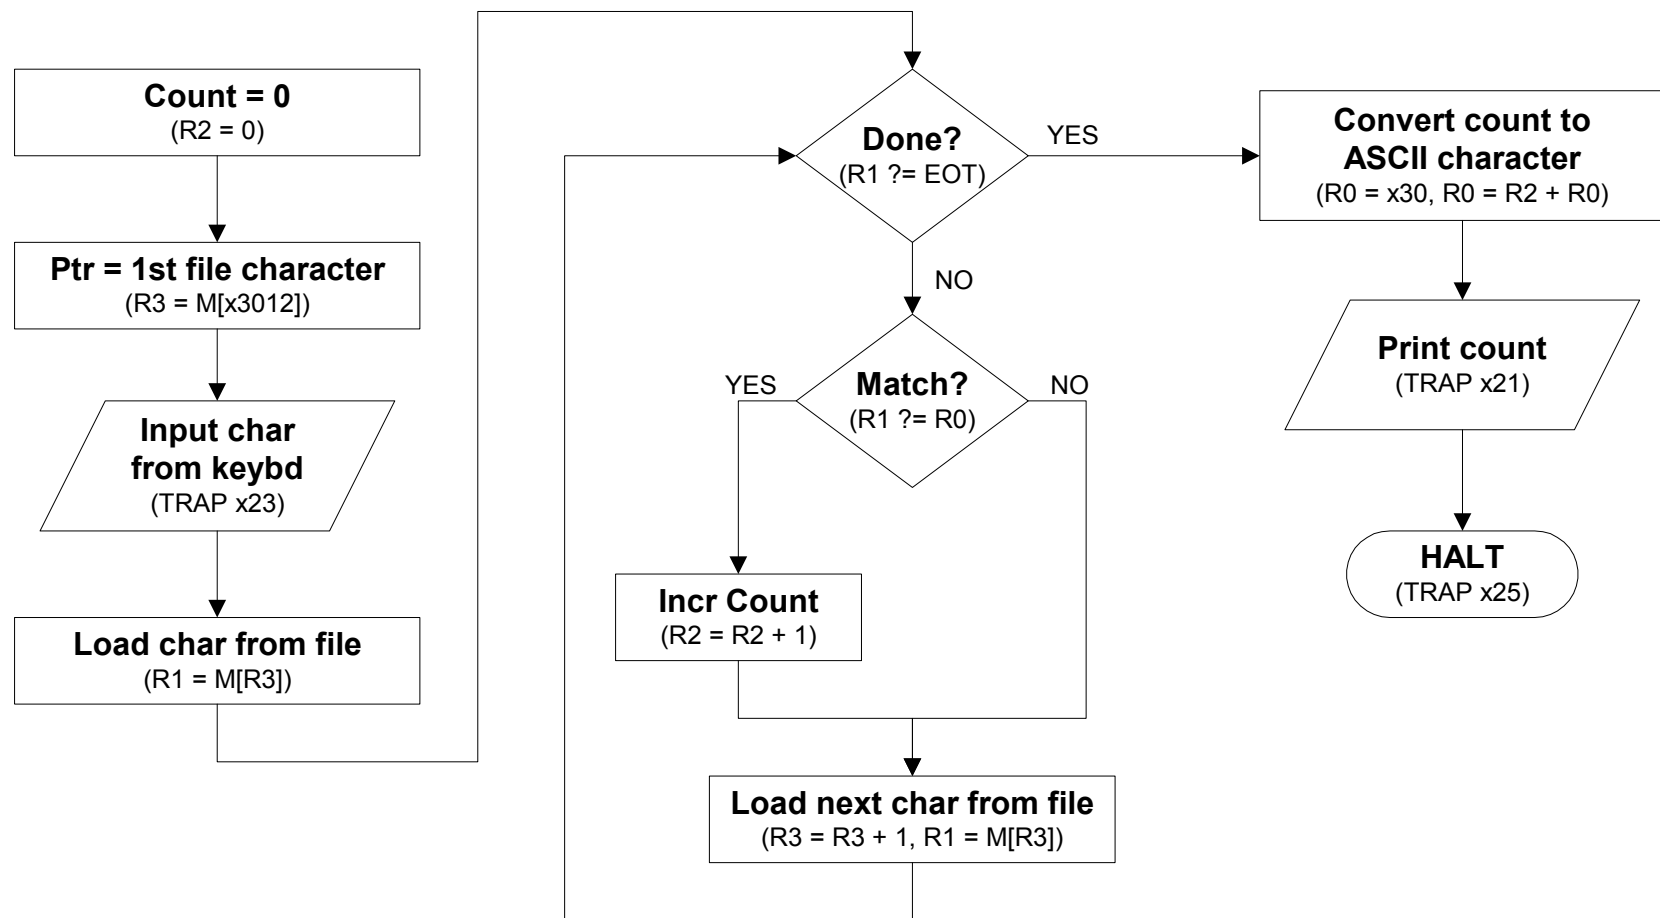 Count = 0
(R2 = 0)
Ptr = 1st file character
(R3 = M[x3012])
Input char
from keybd
(TRAP x23)
Load char from file
(R1 = M[R3])
Done?
(R1 ?= EOT)
YES
NO
Match?
(R1 ?= R0)
YES
NO
Incr Count
(R2 = R2 + 1)
Load next char from file
(R3 = R3 + 1, R1 = M[R3])
Convert count to
ASCII character
(R0 = x30, R0 = R2 + R0)
Print count
(TRAP x21)
HALT
(TRAP x25)